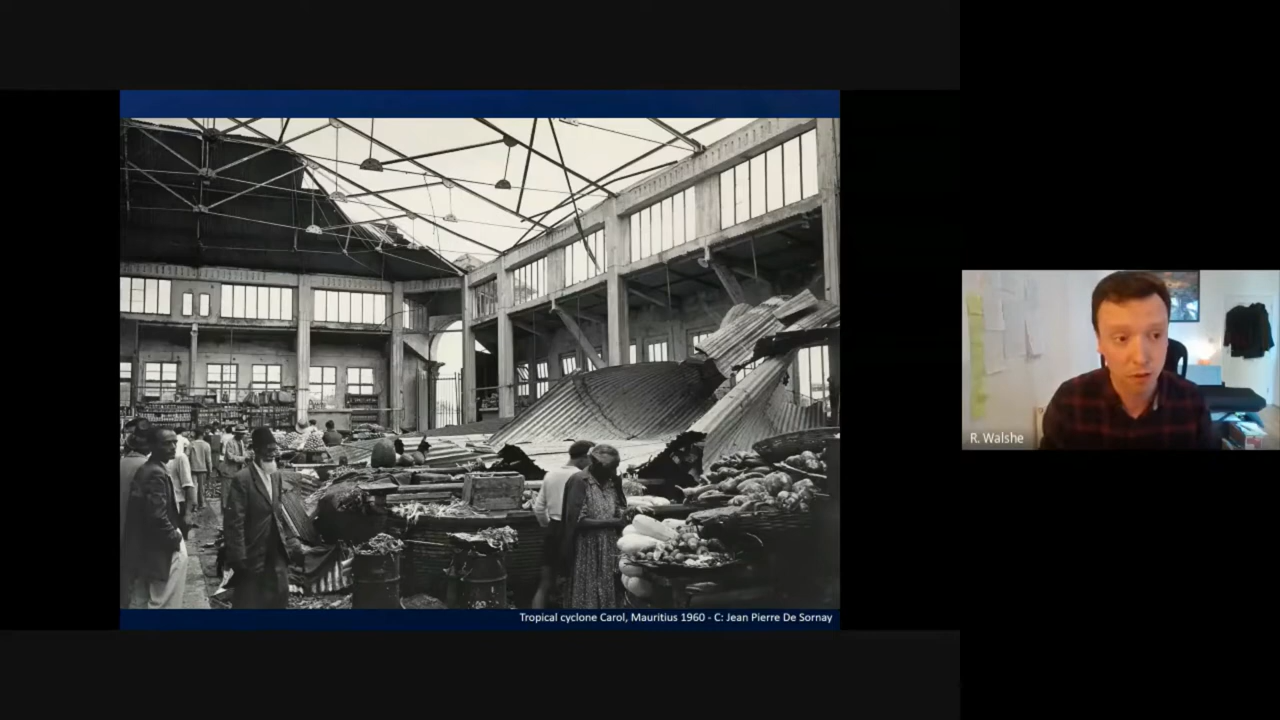 Tropical cyclone Carol, Mauritius 1960 - C: Jean Pierre De Sornay
R. Walshe